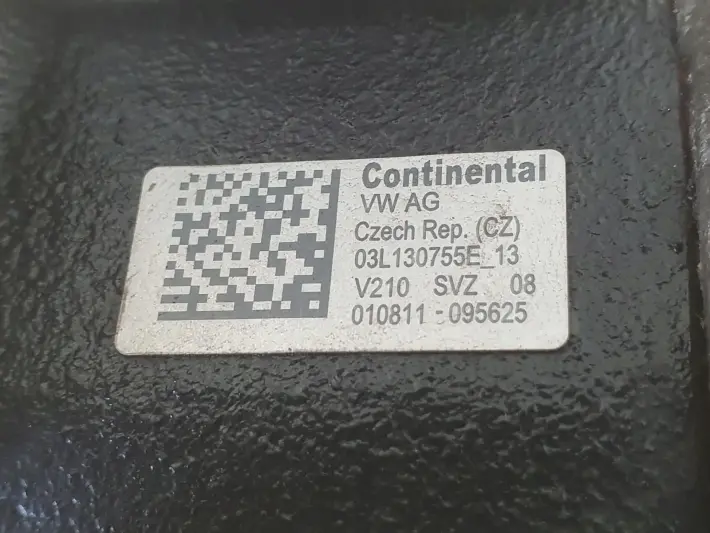 Continental
VW AG
Czech Rep. (CZ)
03L130755E_13
V210 SVZ 08
010811-095625